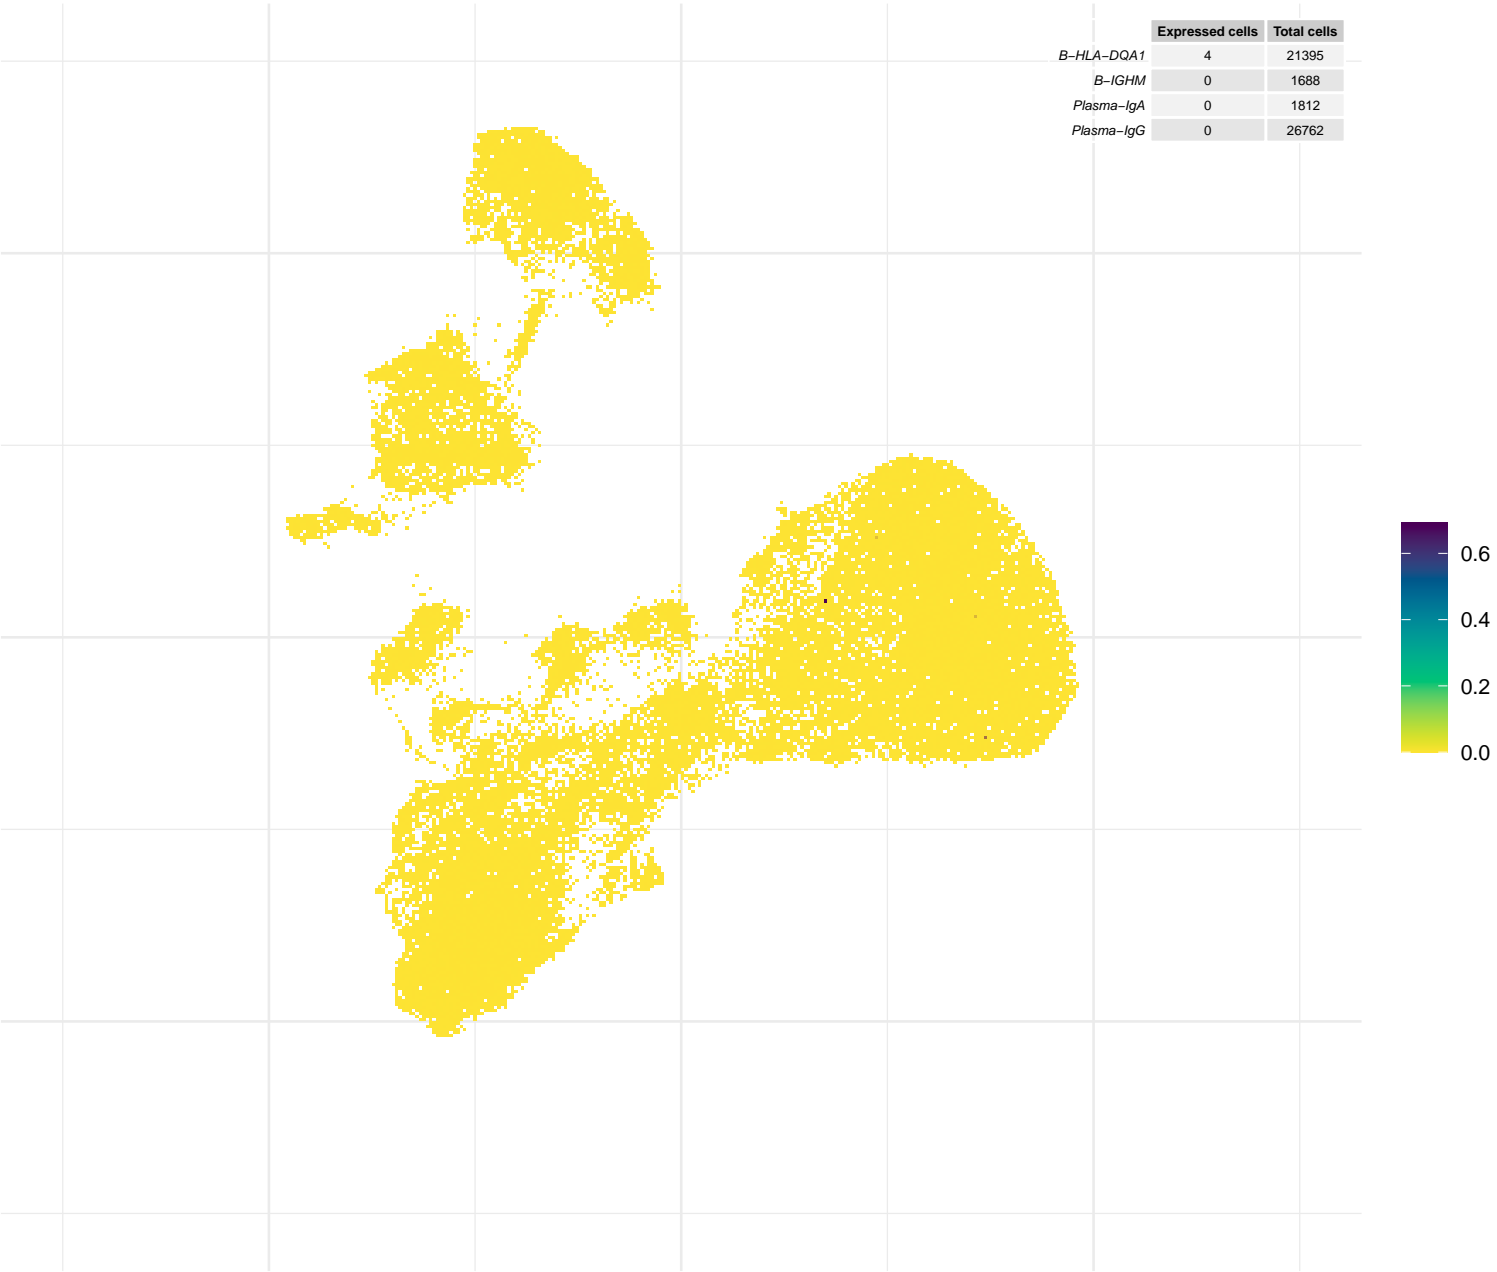 Expressed cells Total cells
B−HLA−DQA1 4 21395
B−IGHM 0 1688
Plasma−IgA 0 1812
Plasma−IgG 0 26762
0.6
0.4
0.2
0.0